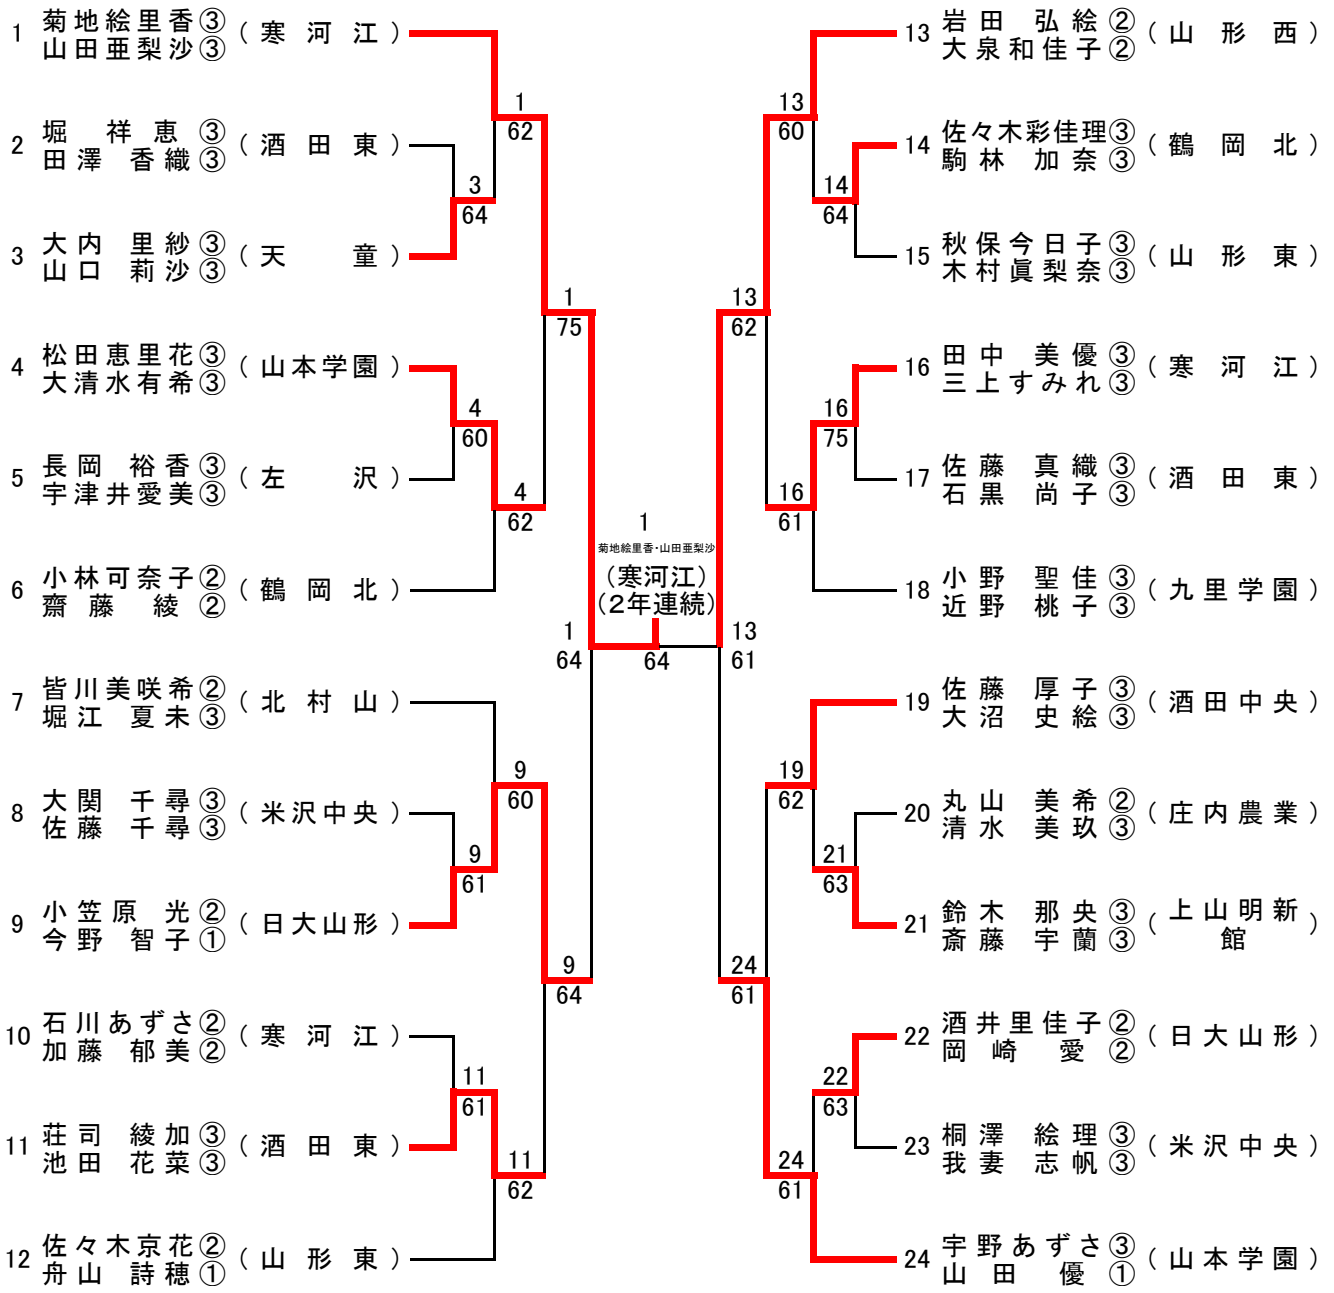 1 菊地絵里香③ (寒河江)
山田亜梨沙③
2 堀祥恵③ (酒田東)
田澤香織③
3 大内里紗③ (天童)
山口莉沙③
4 松田恵里花③ (山本学園)
大清水有希③
5 長岡裕香③ (左沢)
宇津井愛美③
6 小林可奈子② (鶴岡北)
齋藤綾②
7 皆川美咲希② (北村山)
堀江夏未③
8 大関千尋③ (米沢中央)
佐藤千尋③
9 小笠原光② (日大山形)
今野智子①
10 石川あずさ② (寒河江)
加藤郁美②
11 荘司綾加③ (酒田東)
池田花菜③
12 佐々木京花② (山形東)
舟山詩穂①
1
62
3
64
1
75
4
60
4
62
1
64
9
60
9
61
9
64
11
61
11
62
1
菊地絵里香・山田亜梨沙
(寒河江)
(2年連続)
64
13
60
14
64
13
62
16
75
16
61
13
61
19
62
21
63
24
61
22
63
24
61
13 岩田弘絵② (山形西)
大泉和佳子②
14 佐々木彩佳理③ (鶴岡北)
駒林加奈③
15 秋保今日子③ (山形東)
木村眞梨奈③
16 田中美優③ (寒河江)
三上すみれ③
17 佐藤真織③ (酒田東)
石黒尚子③
18 小野聖佳③ (九里学園)
近野桃子③
19 佐藤厚子③ (酒田中央)
大沼史絵③
20 丸山美希② (庄内農業)
清水美玖③
21 鈴木那央③ (上山明新
斎藤宇蘭③ 館)
22 酒井里佳子② (日大山形)
岡崎愛②
23 桐澤絵理③ (米沢中央)
我妻志帆③
24 宇野あずさ③ (山本学園)
山田優①